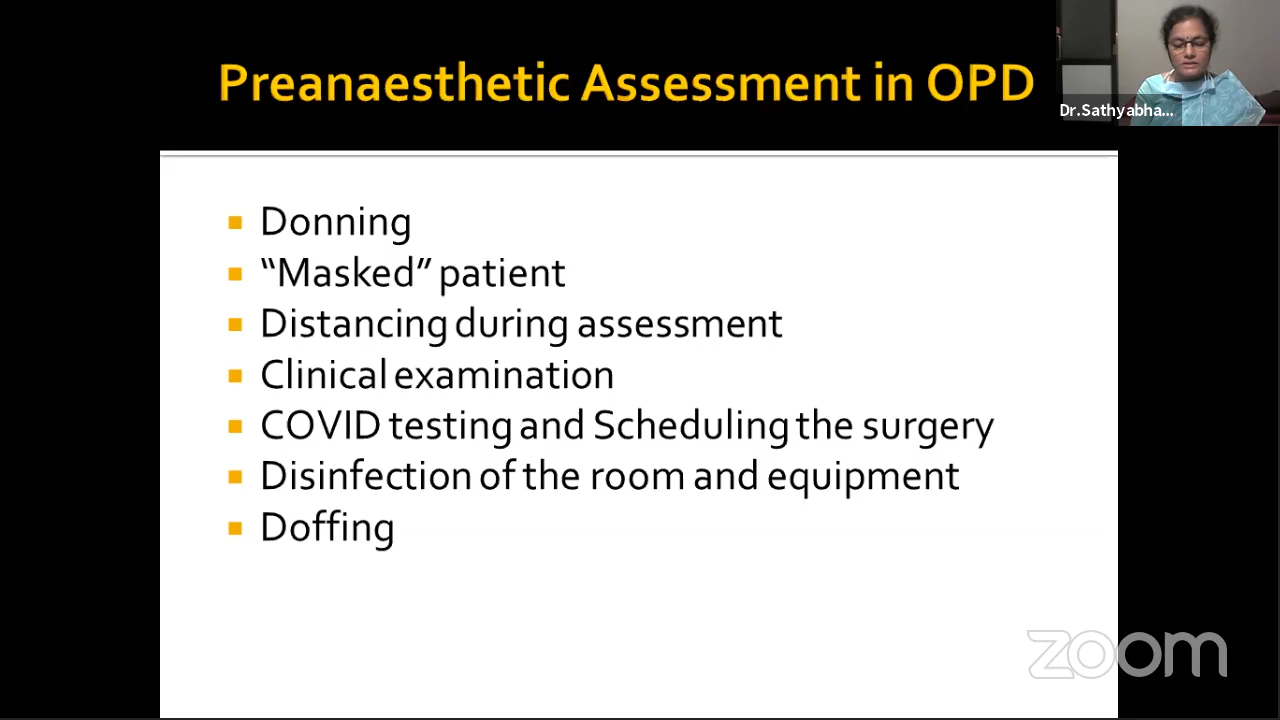 Preanaesthetic Assessment in OPD
Dr.Sathyabha...
Donning
“Masked” patient
Distancing during assessment
Clinical examination
COVID testing and Scheduling the surgery
Disinfection of the room and equipment
Doffing
zoom